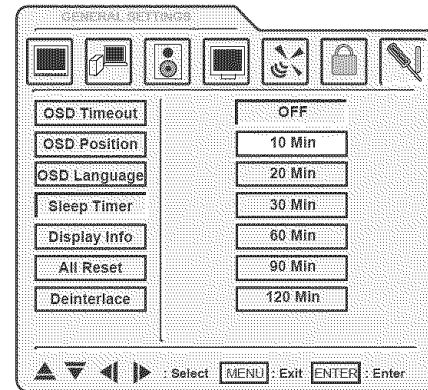 GENERAL SETTINGS
OSD Timeout OFF
OSD Position 10 Min
OSD Language 20 Min
Sleep Timer 30 Min
Display Info 60 Min
All Reset 90 Min
Deinterlace 120 Min
: Select MENU : Exit ENTER : Enter